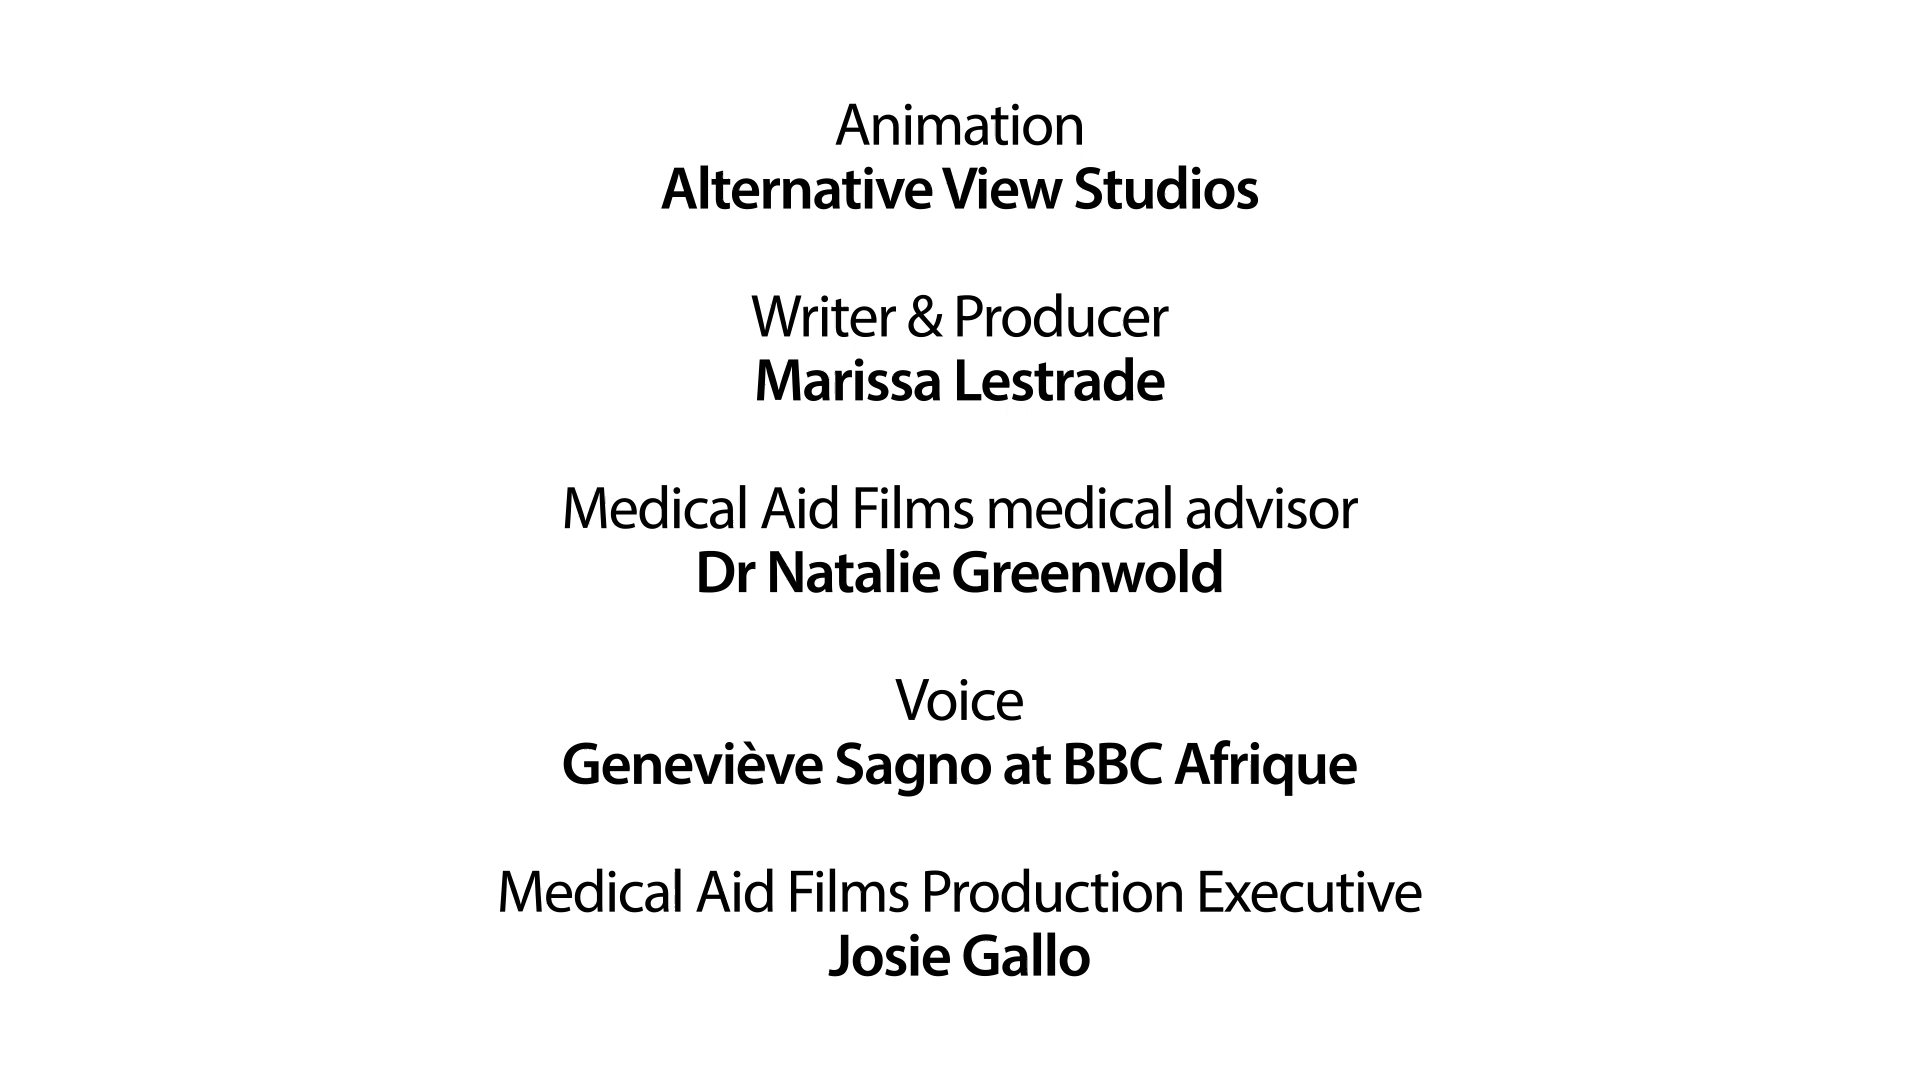 Animation
Alternative View Studios
Writer & Producer
Marissa Lestrade
Medical Aid Films medical advisor
Dr Natalie Greenwold
Voice
Geneviève Sagno at BBC Afrique
Medical Aid Films Production Executive
Josie Gallo